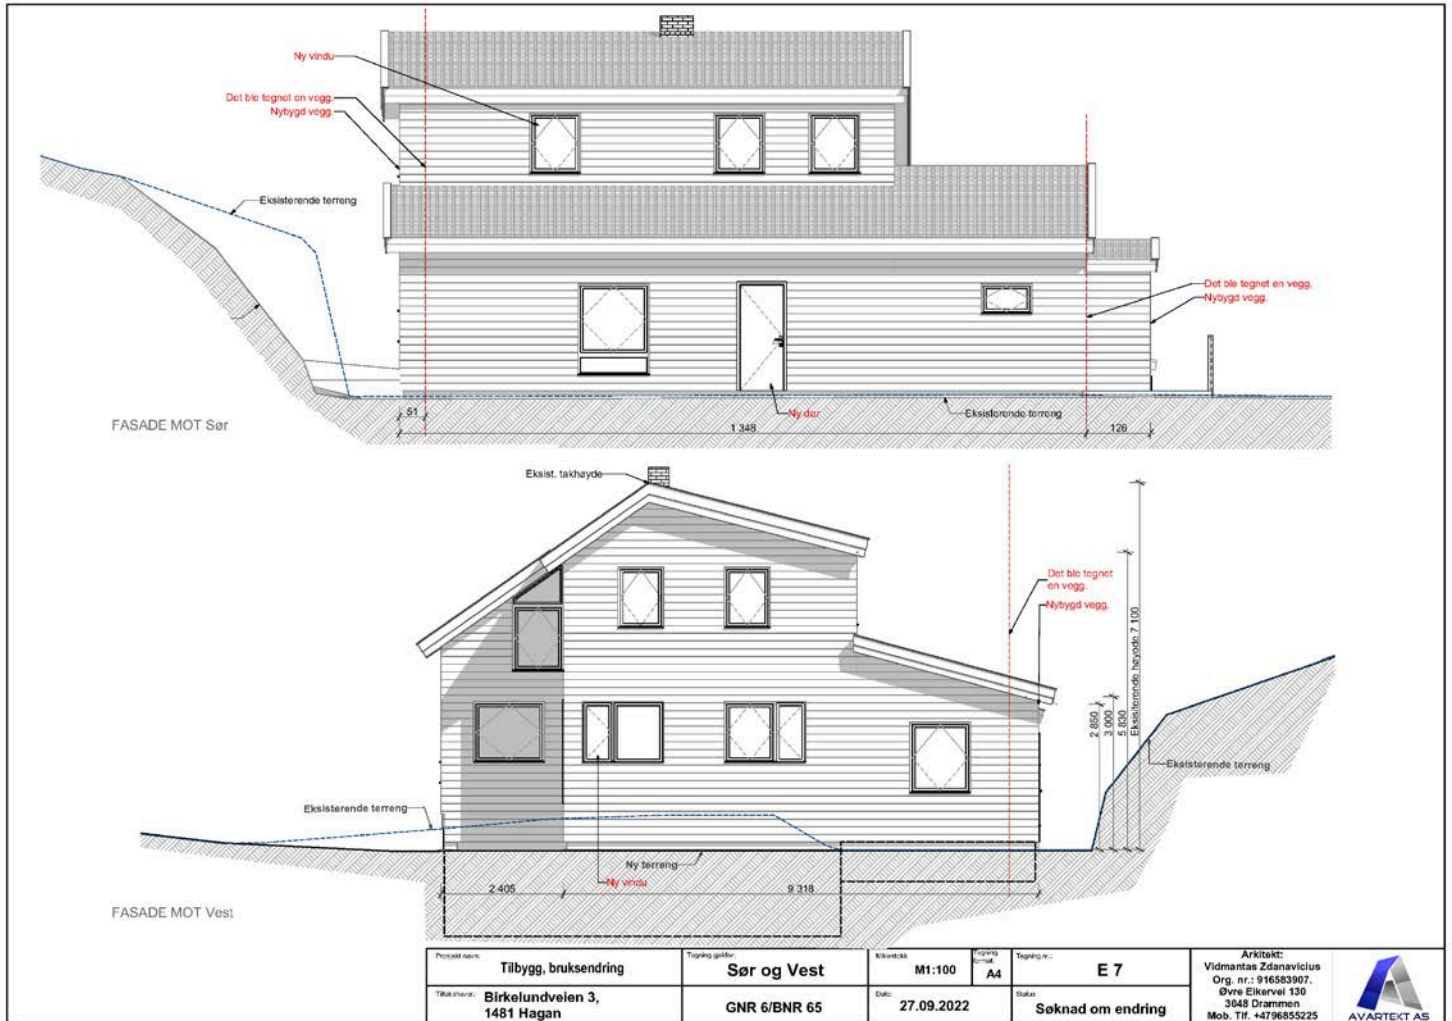 Ny vindu
Det ble tegnet en vegg.
Nybygd vegg.
Eksisterende terreng
Det ble tegnet en vegg.
Nybygd vegg.
51
Ny dør
Eksisterende terreng
1 348
126
FASADE MOT Sør
Eksist. takhøyde
Det ble tegnet
en vegg.
Nybygd vegg.
2 850
3 000
5 830
Eksisiterende høyode 7 100
Eksisterende terreng
Eksisterende terreng
Ny terreng
Ny vindu
2 405
9 318
FASADE MOT Vest
Prosjekt navn:
Tilbygg, bruksendring
Tegning gjelder:
Sør og Vest
Målestokk
M1:100
Tegning format:
A4
Tegning nr.:
E 7
Tiltakshaver:
Birkelundveien 3,
1481 Hagan
GNR 6/BNR 65
Dato:
27.09.2022
Status
Søknad om endring
Arkitekt:
Vidmantas Zdanavicius
Org. nr.: 916583907.
Øvre Eikervei 130
3048 Drammen
Mob. Tlf. +4796855225
AVARTEKT AS